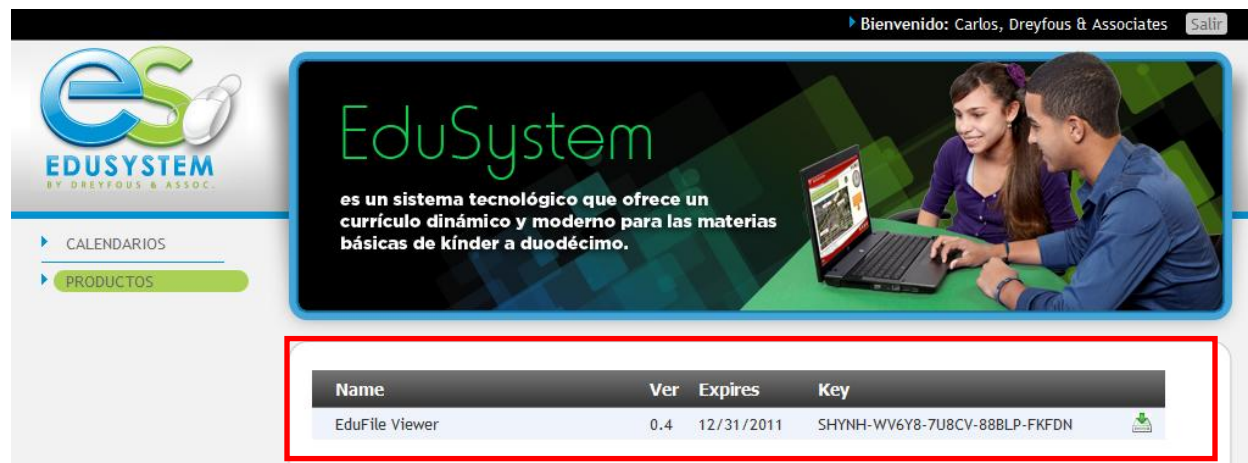 Bienvenido: Carlos, Dreyfous & Associates Salir
eS
EDUSYSTEM
BY DREYFOUS & ASSOC.
EduSystem
es un sistema tecnológico que ofrece un
currículo dinámico y moderno para las materias
básicas de kínder a duodécimo.
CALENDARIOS
PRODUCTOS
Name Ver Expires Key
EduFile Viewer 0.4 12/31/2011 SHYNH-WV6Y8-7U8CV-88BLP-FKFDN